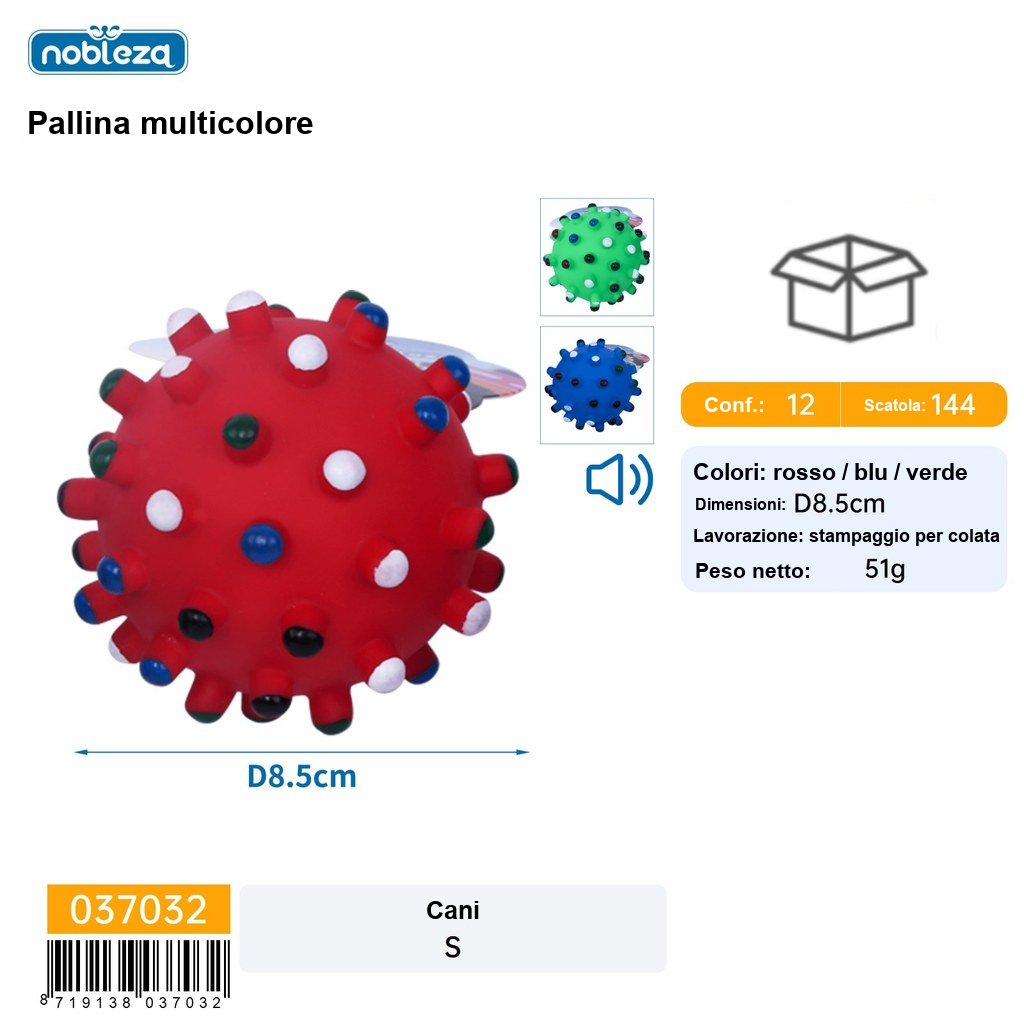 nobleza
Pallina multicolore
Conf.: 12 Scatola: 144
Colori: rosso / blu / verde
Dimensioni: D8.5cm
Lavorazione: stampaggio per colata
Peso netto: 51g
D8.5cm
037032
Cani
S
8 719138 037032